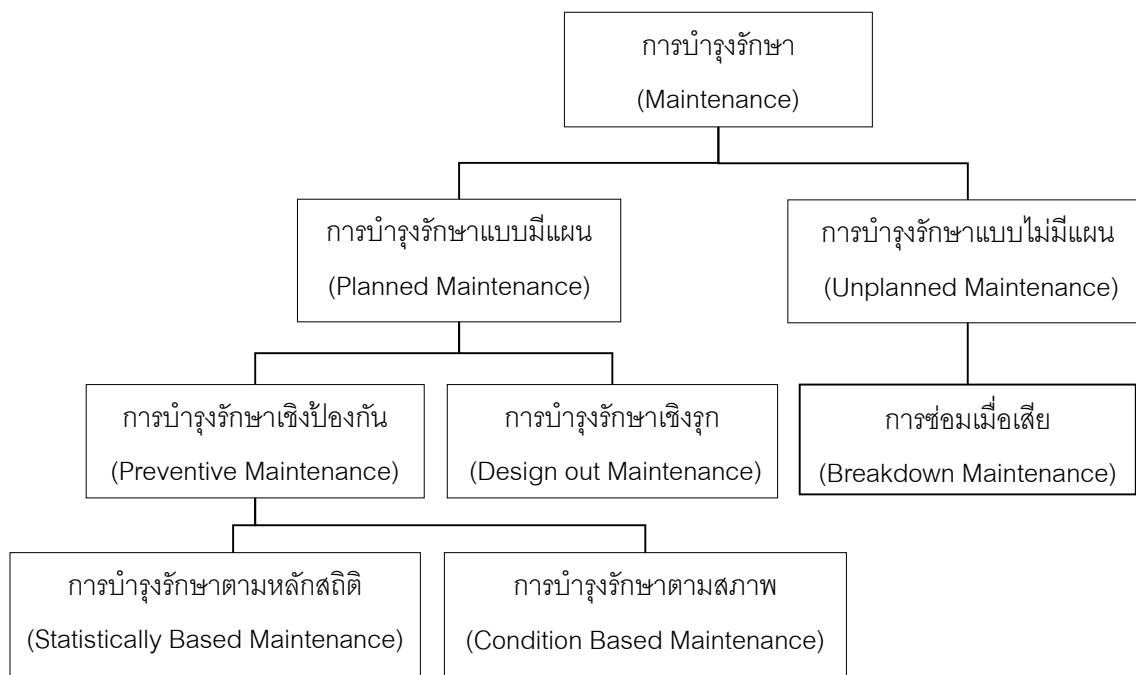 การบำรุงรักษา
(Maintenance)
การบำรุงรักษาแบบมีแผน
(Planned Maintenance)
การบำรุงรักษาแบบไม่มีแผน
(Unplanned Maintenance)
การบำรุงรักษาเชิงป้องกัน
(Preventive Maintenance)
การบำรุงรักษาเชิงรุก
(Design out Maintenance)
การซ่อมเมื่อเสีย
(Breakdown Maintenance)
การบำรุงรักษาตามหลักสถิติ
(Statistically Based Maintenance)
การบำรุงรักษาตามสภาพ
(Condition Based Maintenance)